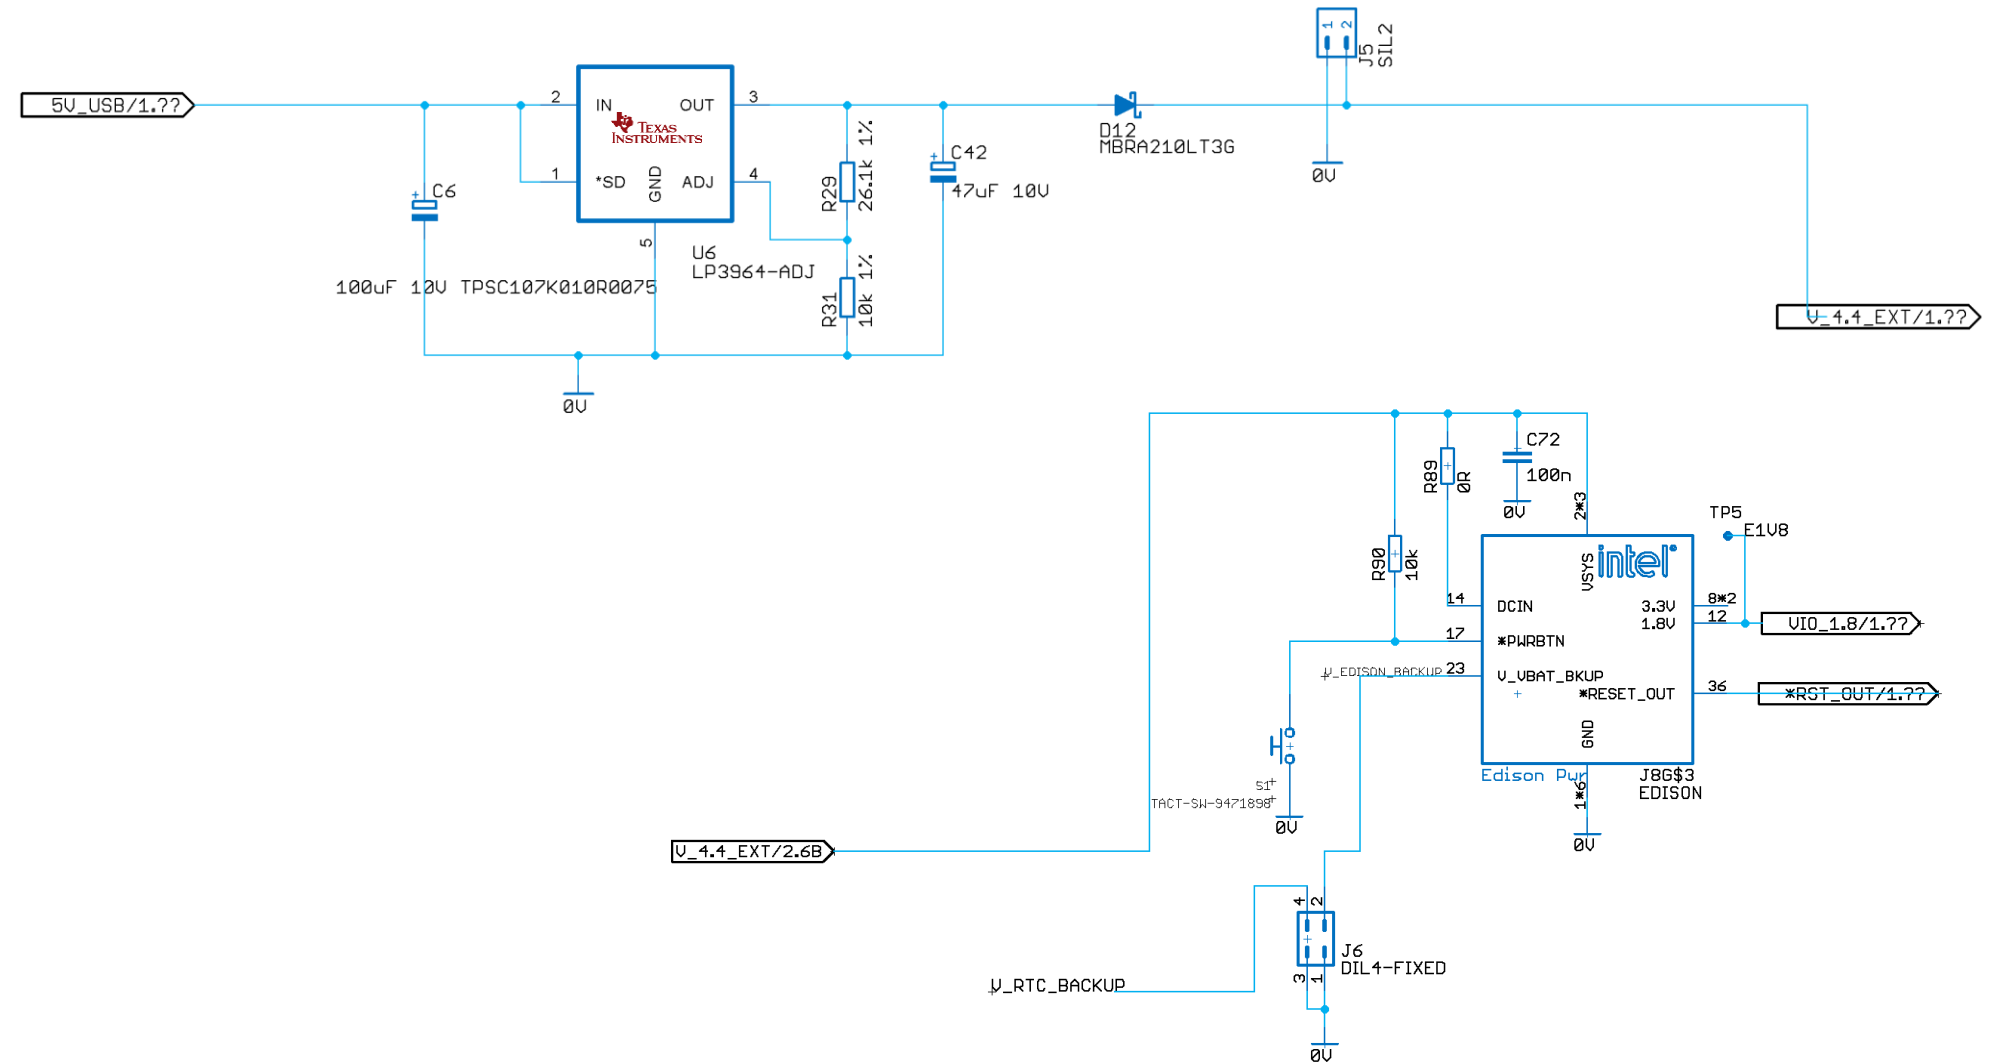 1 2
J5
SIL2
5V_USB/1.??
2 IN OUT 3
TEXAS
INSTRUMENTS
1 *SD GND ADJ 4
5
U6
LP3964-ADJ
C6
100uF 10V TPSC107K010R0075
R29
26.1k 1%
R31
10k 1%
C42
47uF 10V
D12
MBRA210LT3G
0V
0V
V_4.4_EXT/1.??
C72
100n
0V
R89
0R
R90
10k
2*3
TP5
E1V8
VSYS
intel
14 DCIN
3.3V 8*2
1.8V 12
VIO_1.8/1.??
17 *PWRBTN
V_EDISON_BACKUP 23 V_VBAT_BKUP
*RESET_OUT 36
*RST_OUT/1.??
GND
Edison Pwr
1*6
J8G$3
EDISON
0V
S1
TACT-SW-9471898
0V
V_4.4_EXT/2.6B
4 2
J6
DIL4-FIXED
3 1
V_RTC_BACKUP
0V